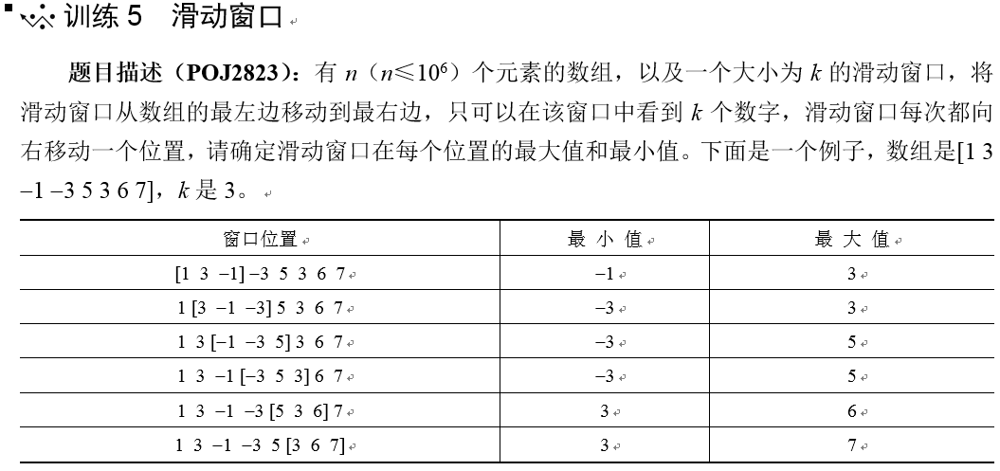 训练 5 滑动窗口
题目描述（POJ2823）：有 n（n≤10⁶）个元素的数组，以及一个大小为 k 的滑动窗口，将
滑动窗口从数组的最左边移动到最右边，只可以在该窗口中看到 k 个数字，滑动窗口每次都向
右移动一个位置，请确定滑动窗口在每个位置的最大值和最小值。下面是一个例子，数组是[1 3
–1 –3 5 3 6 7]，k 是 3。
窗口位置 最 小 值 最 大 值
[1 3 –1] –3 5 3 6 7 –1 3
1 [3 –1 –3] 5 3 6 7 –3 3
1 3 [–1 –3 5] 3 6 7 –3 5
1 3 –1 [–3 5 3] 6 7 –3 5
1 3 –1 –3 [5 3 6] 7 3 6
1 3 –1 –3 5 [3 6 7] 3 7